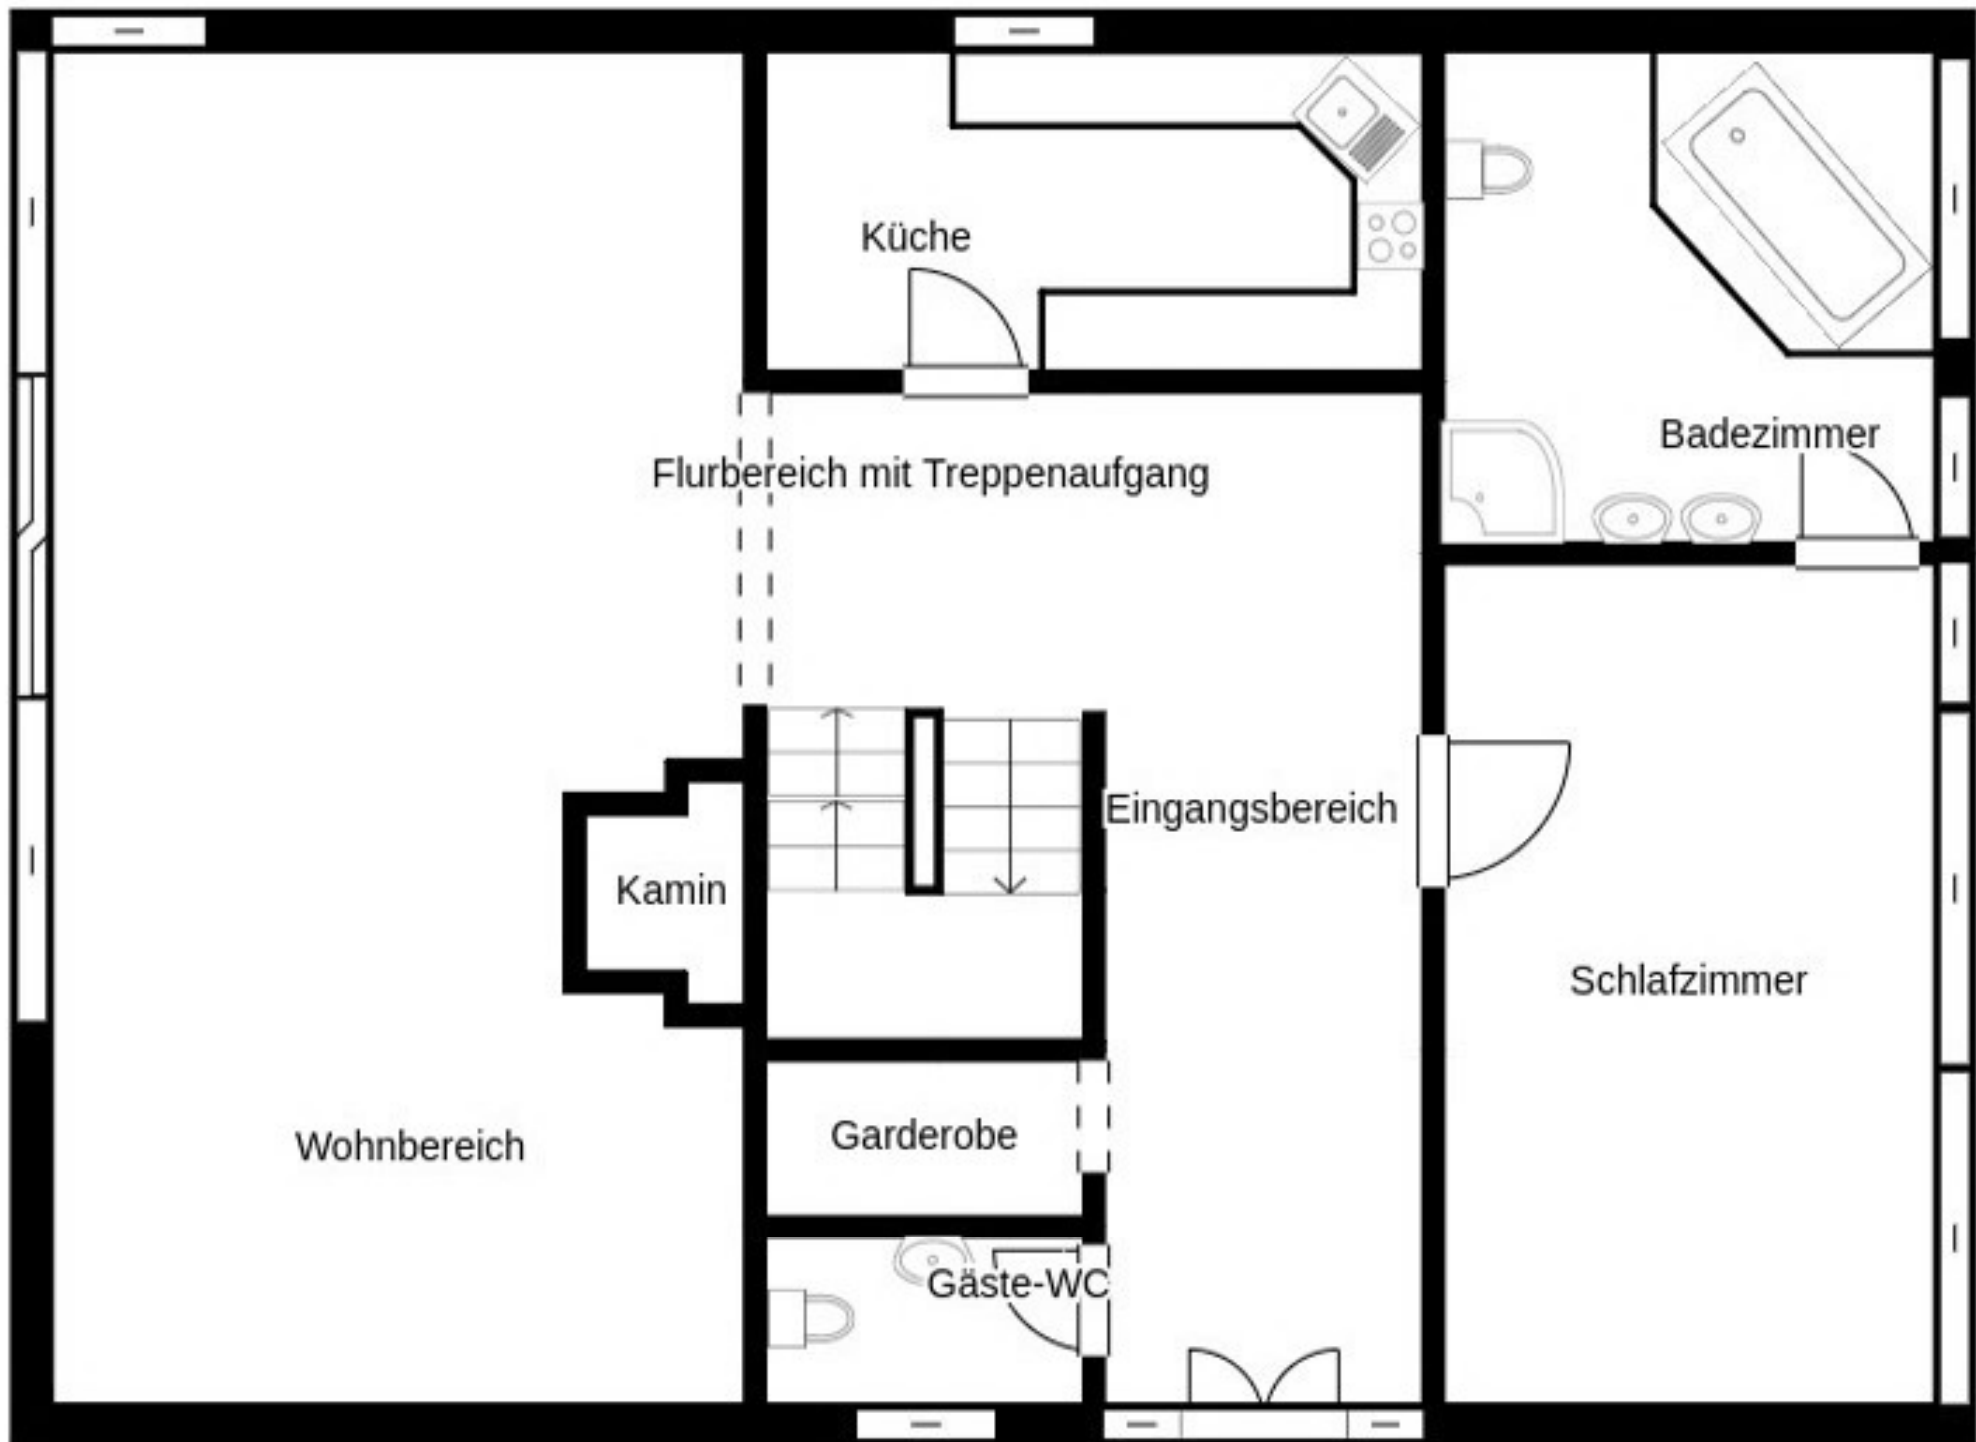 Küche
Badezimmer
Flurbereich mit Treppenaufgang
Eingangsbereich
Kamin
Schlafzimmer
Garderobe
Wohnbereich
Gäste-WC